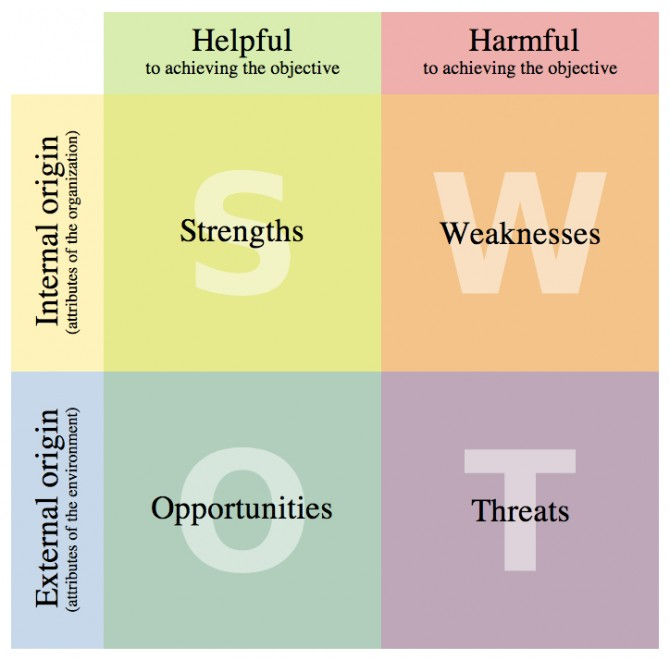 Helpful
to achieving the objective
Harmful
to achieving the objective
Internal origin
(attributes of the organization)
S
Strengths
W
Weaknesses
External origin
(attributes of the environment)
O
Opportunities
T
Threats